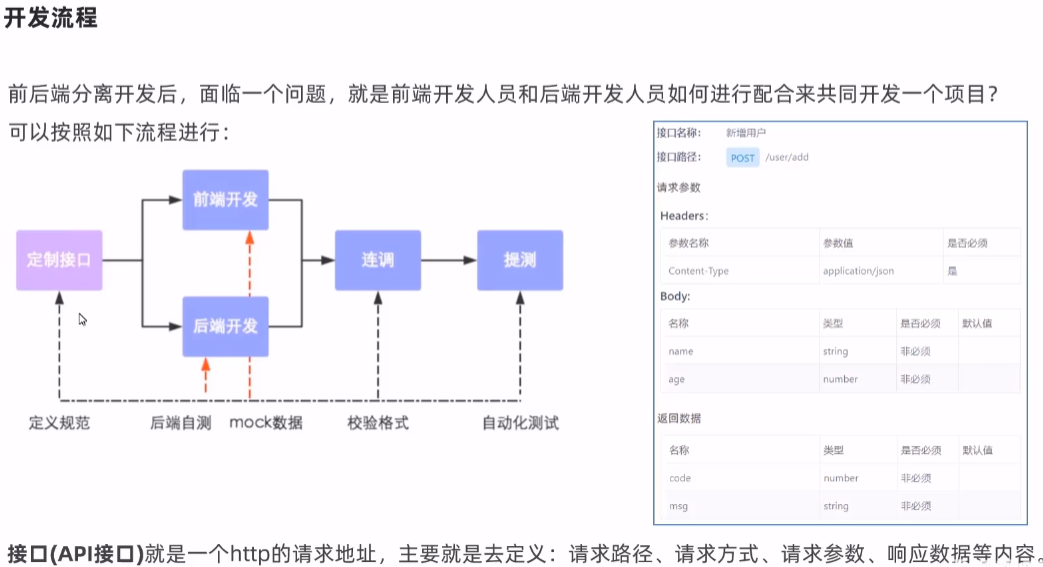 开发流程
前后端分离开发后，面临一个问题，就是前端开发人员和后端开发人员如何进行配合来共同开发一个项目？
可以按照如下流程进行：
前端开发
定制接口
连调
提测
后端开发
定义规范
后端自测
mock数据
校验格式
自动化测试
接口名称： 新增用户
接口路径： POST /user/add
请求参数
Headers：
参数名称 参数值 是否必须
Content-Type application/json 是
Body:
名称 类型 是否必须 默认值
name string 非必须
age number 非必须
返回数据
名称 类型 是否必须 默认值
code number 非必须
msg string 非必须
接口(API接口)就是一个http的请求地址，主要就是去定义：请求路径、请求方式、请求参数、响应数据等内容。